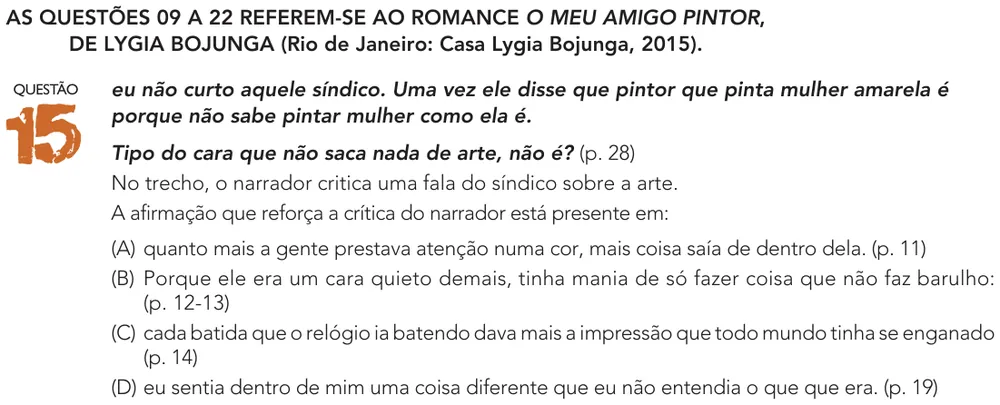 AS QUESTÕES 09 A 22 REFEREM-SE AO ROMANCE O MEU AMIGO PINTOR,
DE LYGIA BOJUNGA (Rio de Janeiro: Casa Lygia Bojunga, 2015).
QUESTÃO
15
eu não curto aquele síndico. Uma vez ele disse que pintor que pinta mulher amarela é
porque não sabe pintar mulher como ela é.
Tipo do cara que não saca nada de arte, não é? (p. 28)
No trecho, o narrador critica uma fala do síndico sobre a arte.
A afirmação que reforça a crítica do narrador está presente em:
(A) quanto mais a gente prestava atenção numa cor, mais coisa saía de dentro dela. (p. 11)
(B) Porque ele era um cara quieto demais, tinha mania de só fazer coisa que não faz barulho:
(p. 12-13)
(C) cada batida que o relógio ia batendo dava mais a impressão que todo mundo tinha se enganado
(p. 14)
(D) eu sentia dentro de mim uma coisa diferente que eu não entendia o que que era. (p. 19)